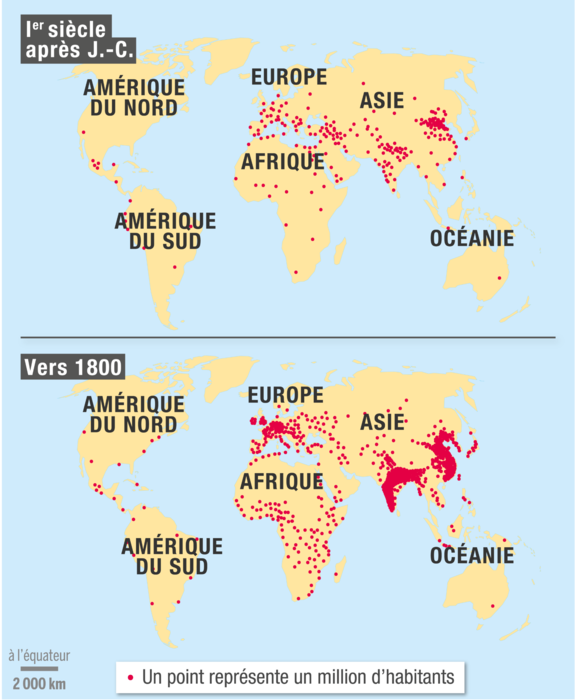 Ier siècle
après J.-C.
AMÉRIQUE
DU NORD
EUROPE
ASIE
AFRIQUE
AMÉRIQUE
DU SUD
OCÉANIE
Vers 1800
AMÉRIQUE
DU NORD
EUROPE
ASIE
AFRIQUE
AMÉRIQUE
DU SUD
OCÉANIE
à l'équateur
2 000 km
Un point représente un million d'habitants